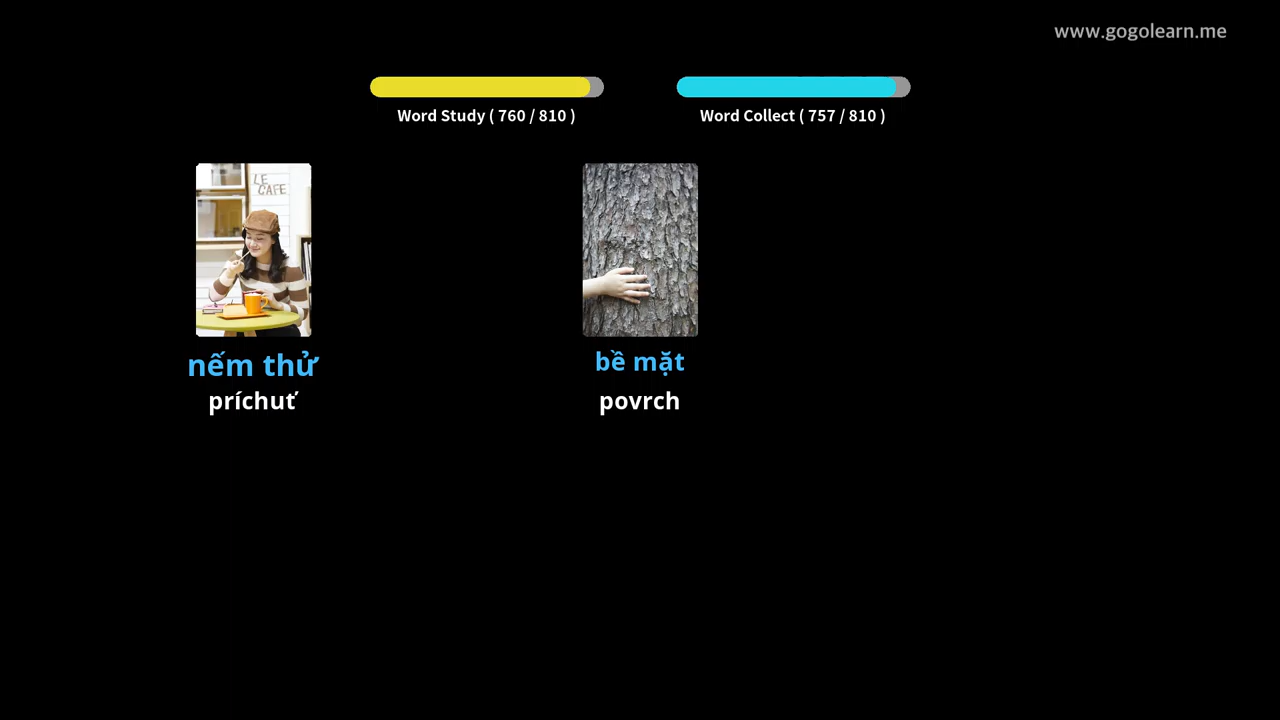 www.gogolearn.me
Word Study ( 760 / 810 )
Word Collect ( 757 / 810 )
LE
CAFE
nếm thử
príchuť
bề mặt
povrch